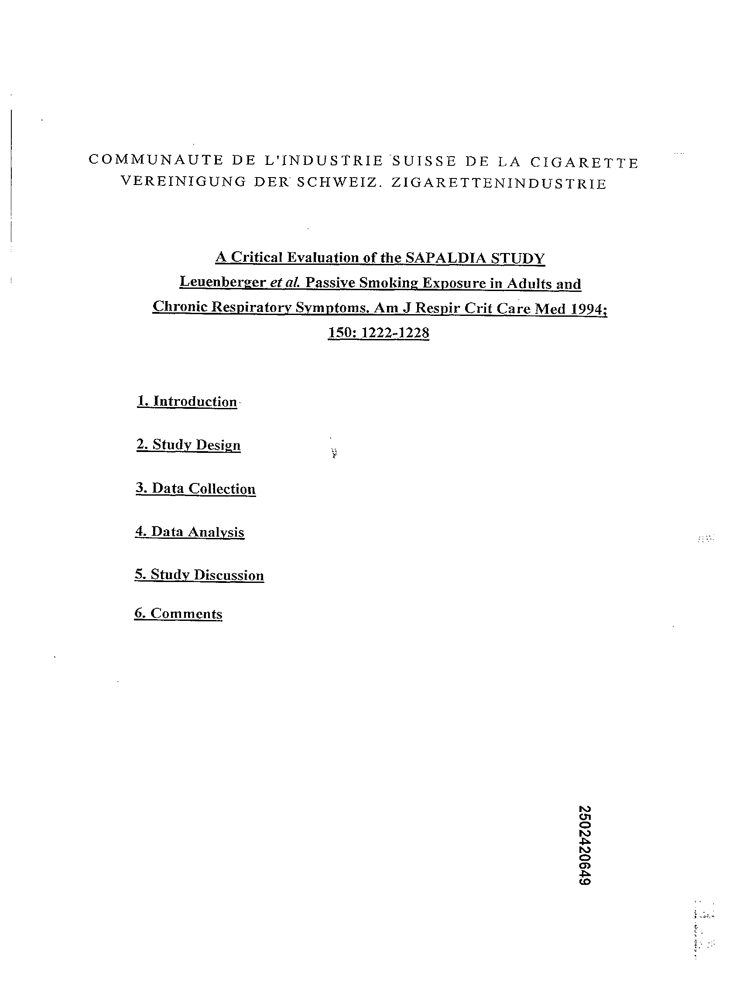 COMMUNAUTE DE L'INDUSTRIE SUISSE DE LA CIGARETTE
VEREINIGUNG DER SCHWEIZ. ZIGARETTENINDUSTRIE
A Critical Evaluation of the SAPALDIA STUDY
Leuenberger et al. Passive Smoking Exposure in Adults and
Chronic Respiratory Symptoms. Am J Respir Crit Care Med 1994;
150: 1222-1228
1. Introduction
2. Study Design
3. Data Collection
4. Data Analysis
5. Study Discussion
6. Comments
2502420649